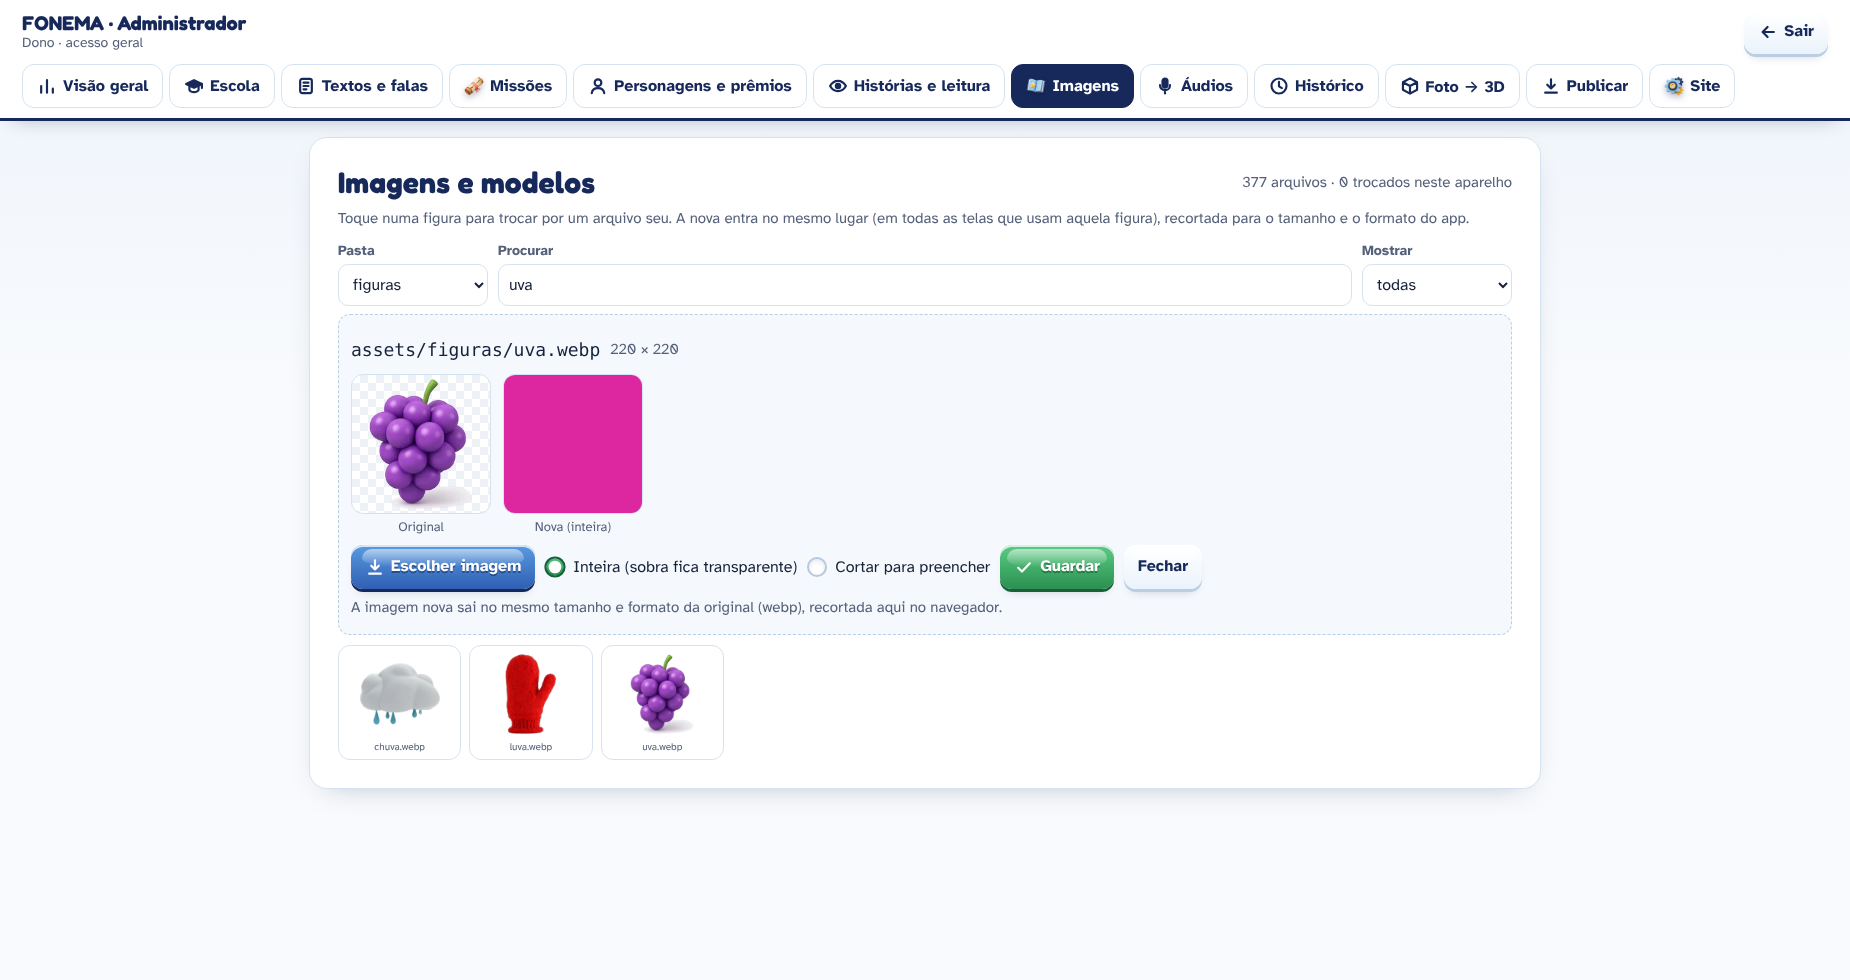 FONEMA · Administrador
Dono · acesso geral
← Sair
Visão geral
Escola
Textos e falas
Missões
Personagens e prêmios
Histórias e leitura
Imagens
Áudios
Histórico
Foto → 3D
Publicar
Site
Imagens e modelos
377 arquivos · 0 trocados neste aparelho
Toque numa figura para trocar por um arquivo seu. A nova entra no mesmo lugar (em todas as telas que usam aquela figura), recortada para o tamanho e o formato do app.
Pasta
Procurar
Mostrar
figuras
uva
todas
assets/figuras/uva.webp 220 × 220
Original
Nova (inteira)
Escolher imagem
Inteira (sobra fica transparente)
Cortar para preencher
Guardar
Fechar
A imagem nova sai no mesmo tamanho e formato da original (webp), recortada aqui no navegador.
chuva.webp
luva.webp
uva.webp